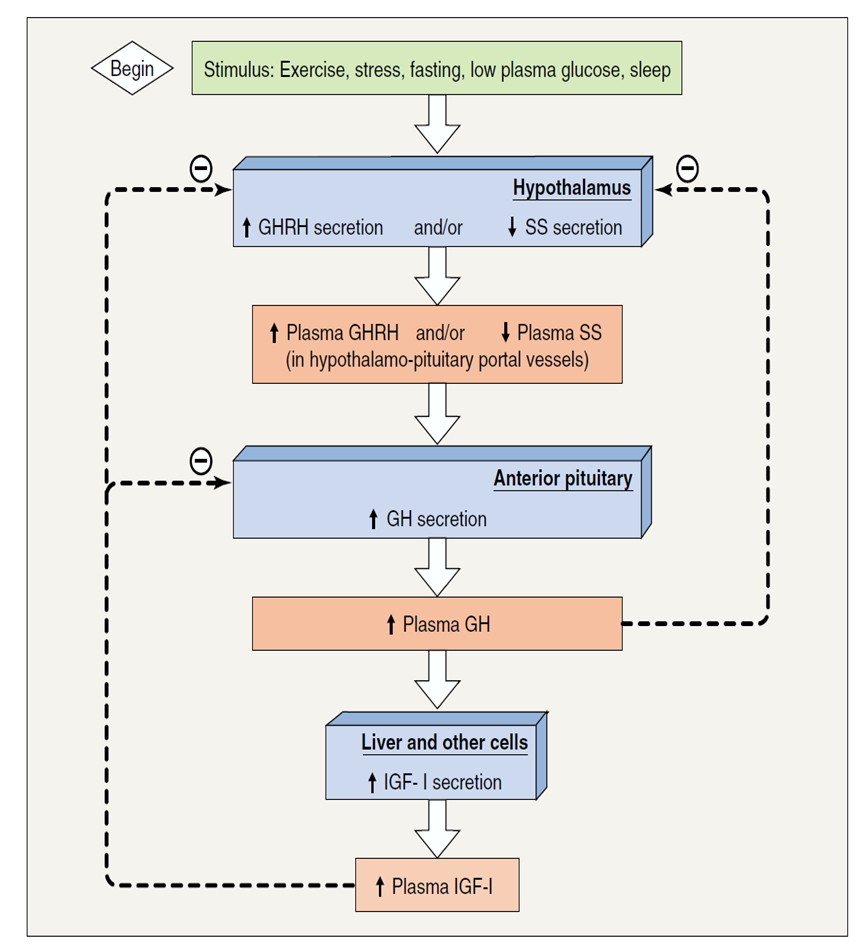 Begin
Stimulus: Exercise, stress, fasting, low plasma glucose, sleep
Hypothalamus
GHRH secretion and/or SS secretion
Plasma GHRH and/or Plasma SS
(in hypothalamo-pituitary portal vessels)
Anterior pituitary
GH secretion
Plasma GH
Liver and other cells
IGF- I secretion
Plasma IGF-I